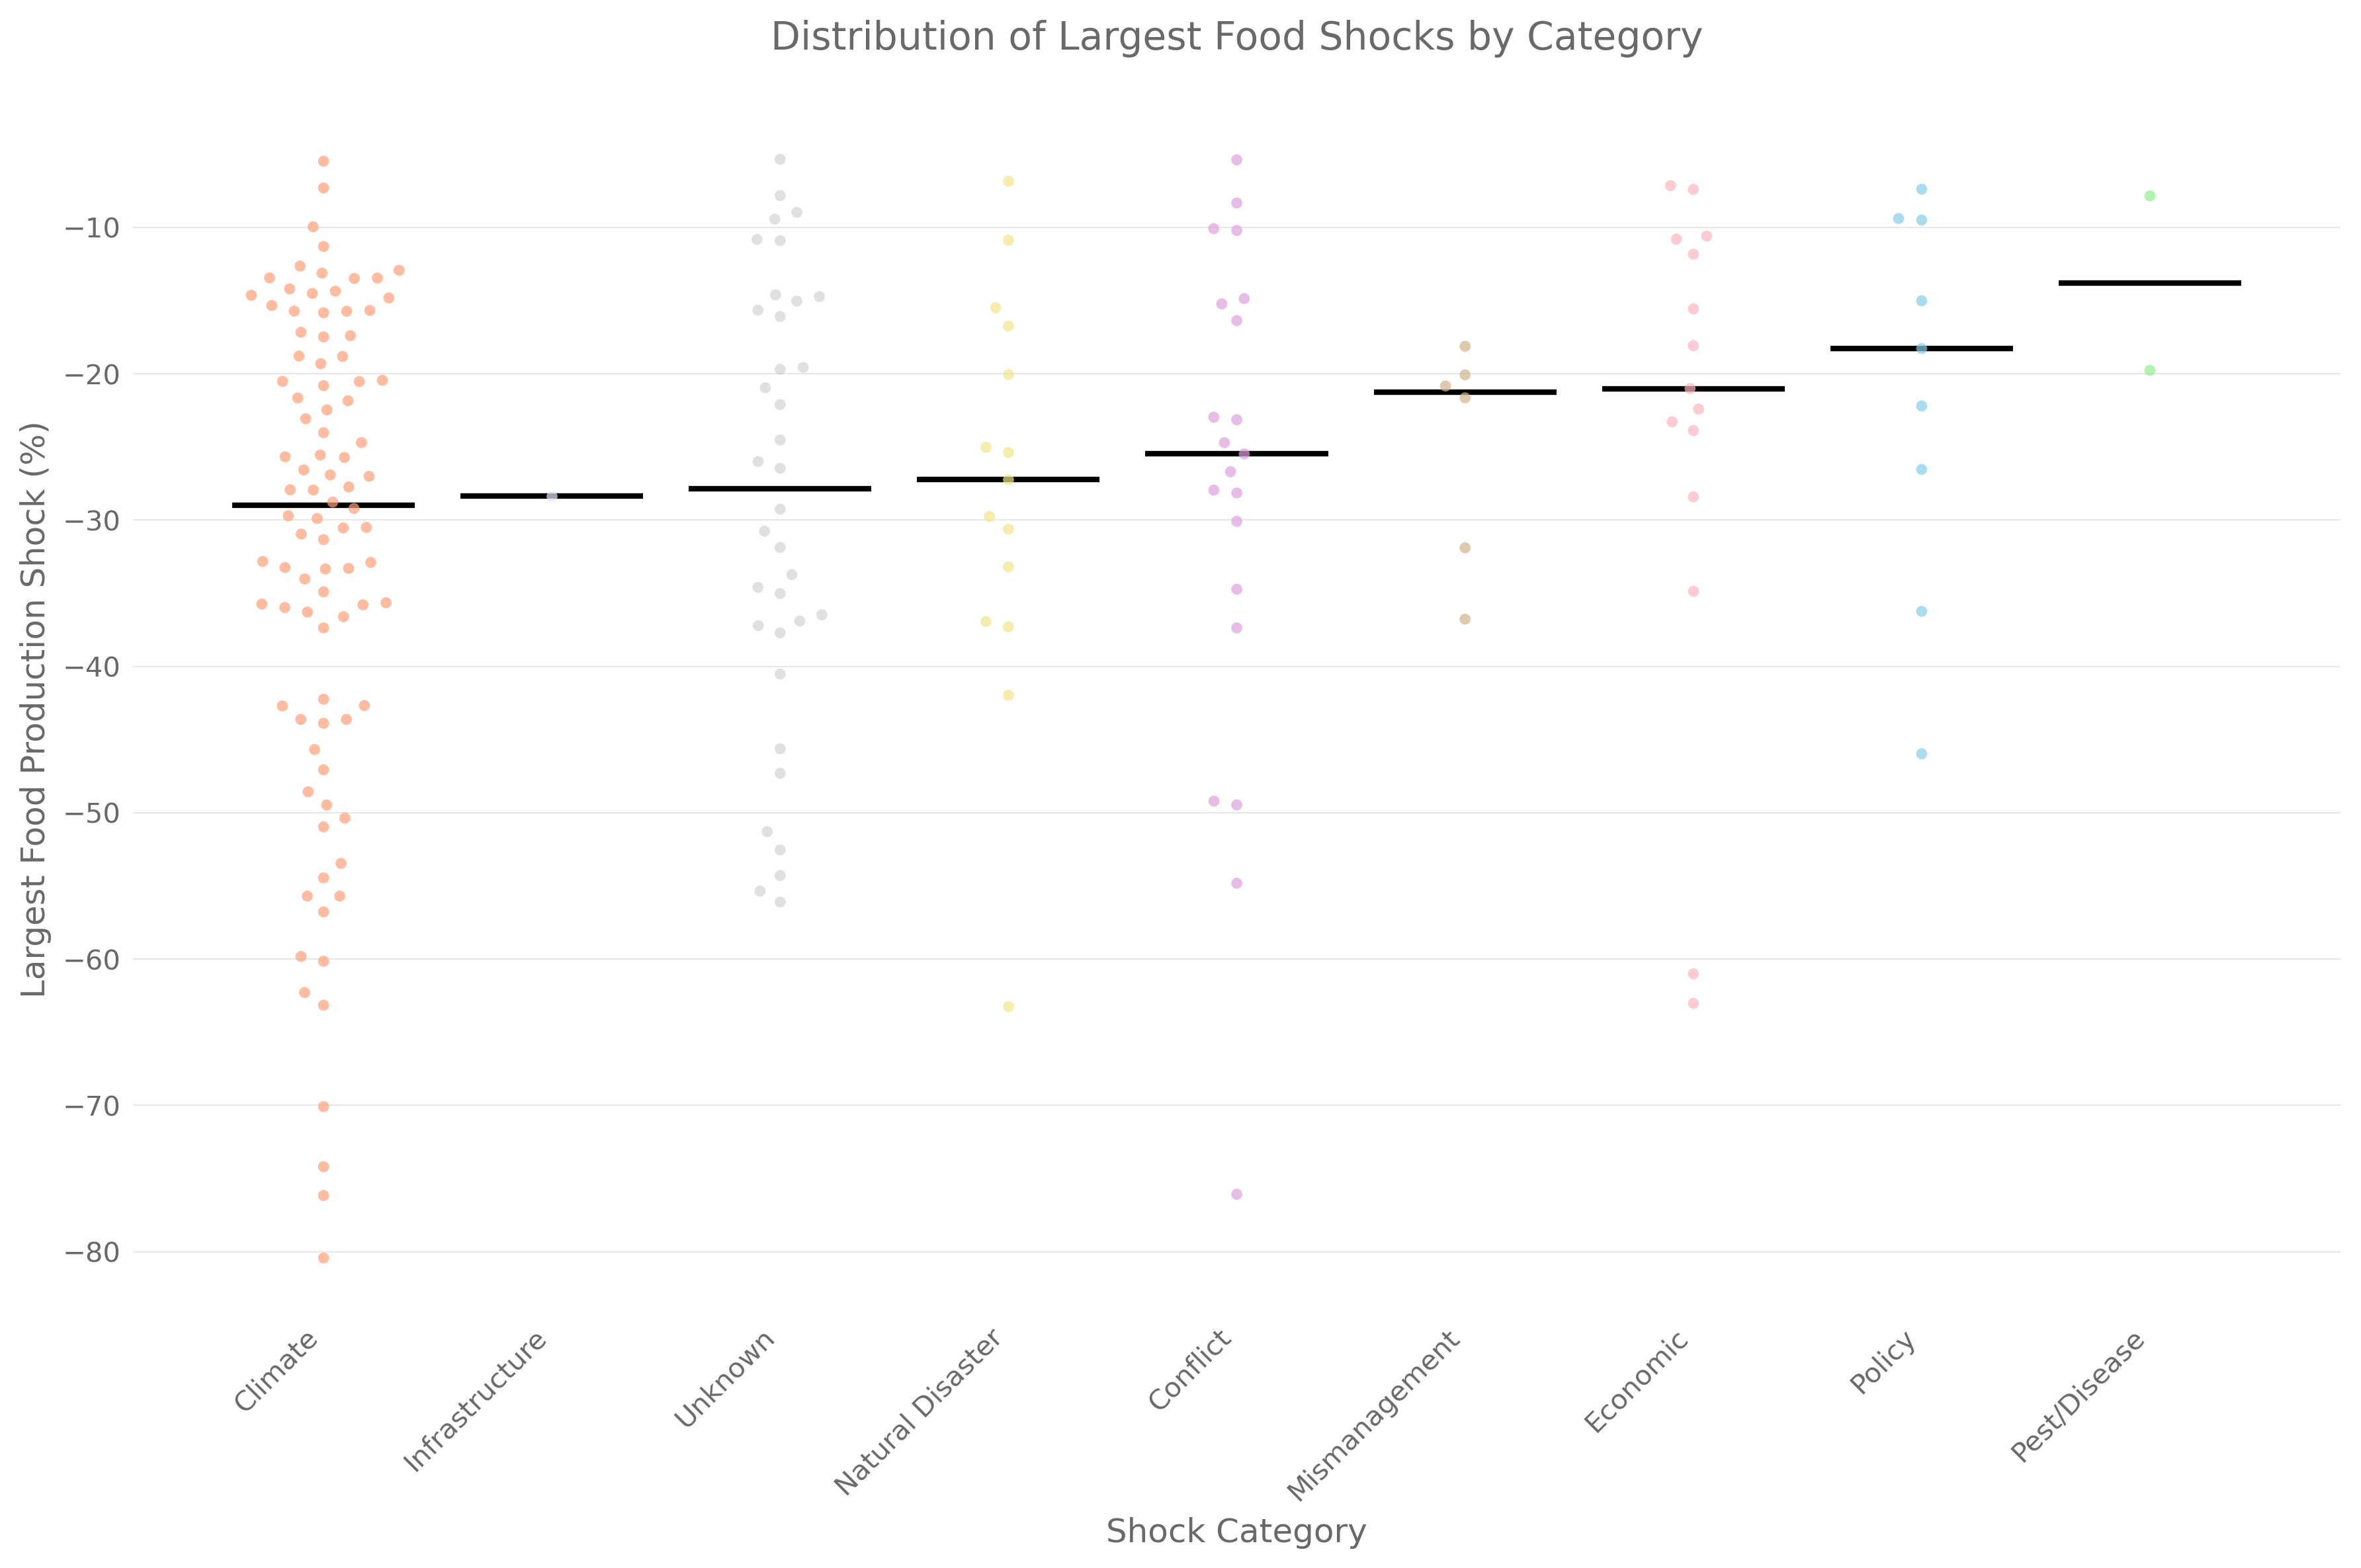 Distribution of Largest Food Shocks by Category
Largest Food Production Shock (%)
−10
−20
−30
−40
−50
−60
−70
−80
Climate
Infrastructure
Unknown
Natural Disaster
Conflict
Mismanagement
Economic
Policy
Pest/Disease
Shock Category